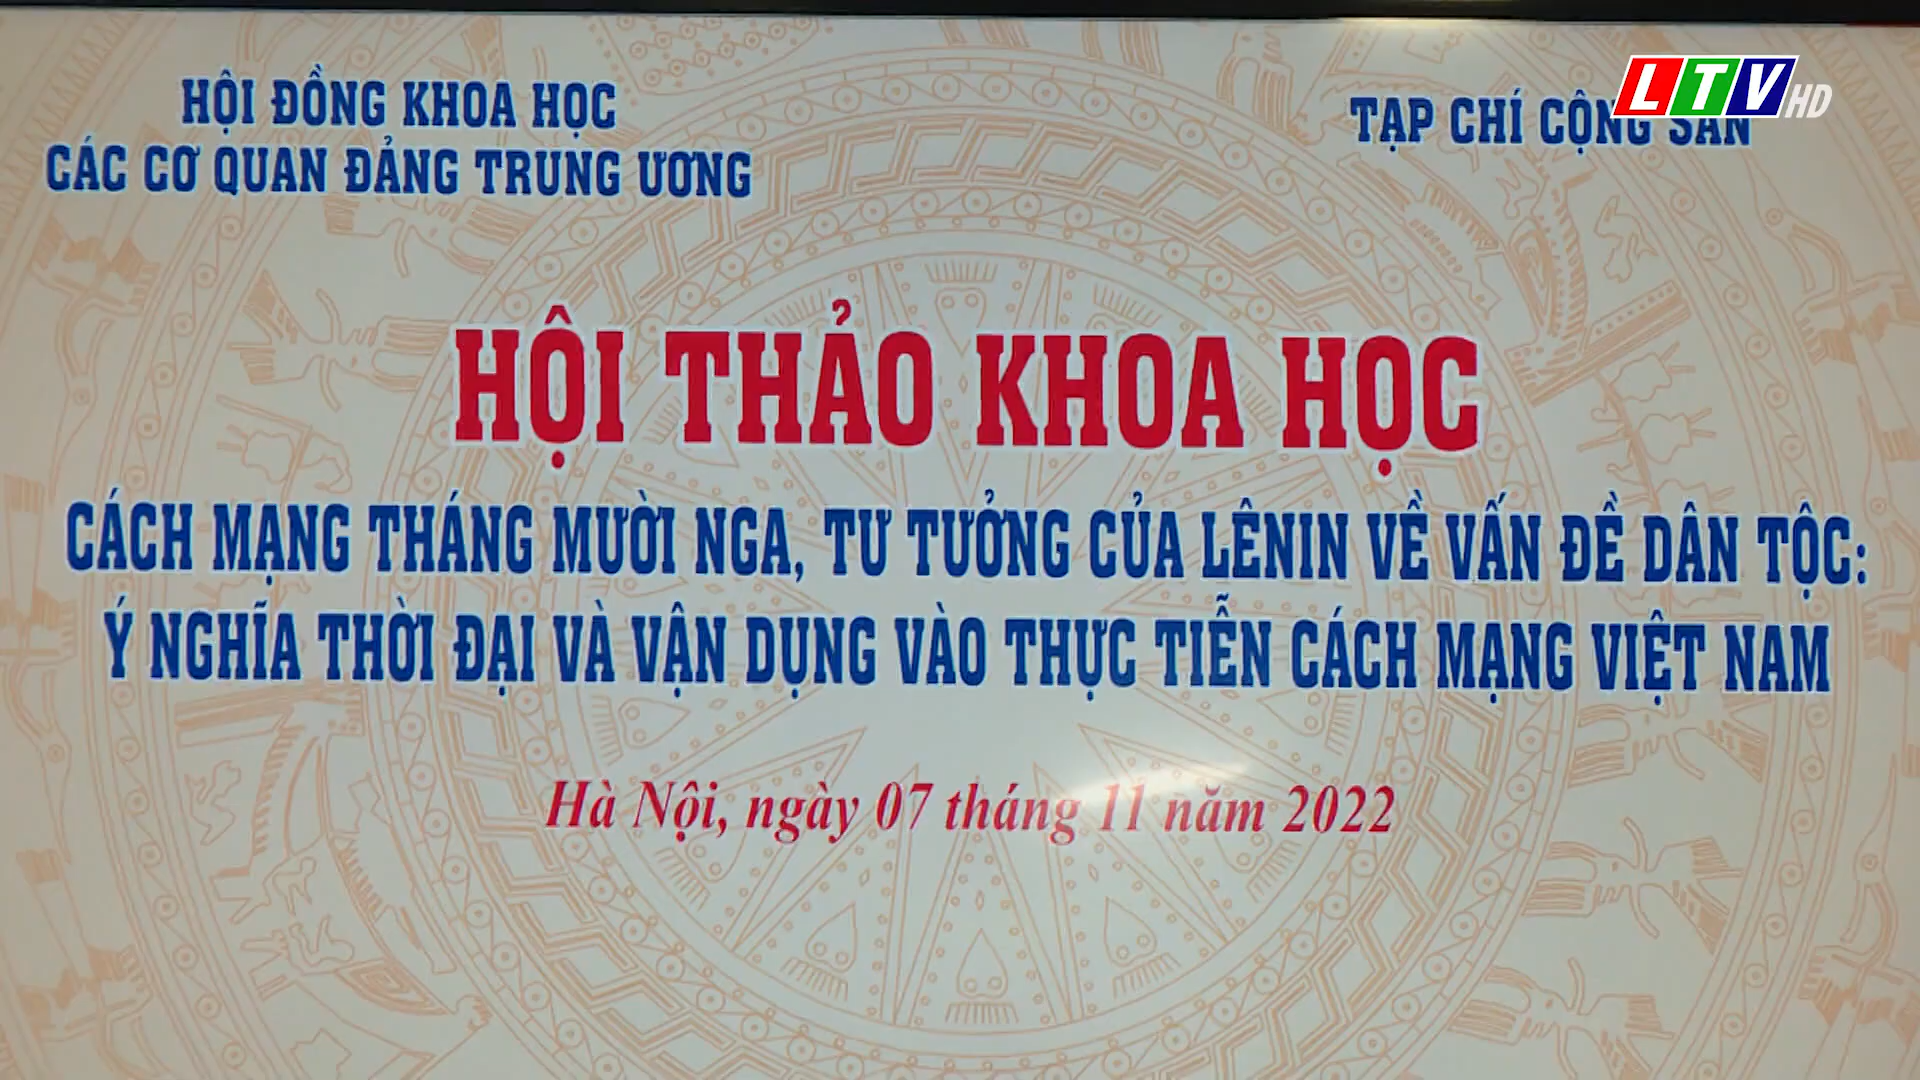 HỘI ĐỒNG KHOA HỌC
CÁC CƠ QUAN ĐẢNG TRUNG ƯƠNG
TẠP CHÍ CỘNG SẢN
LTV HD
HỘI THẢO KHOA HỌC
CÁCH MẠNG THÁNG MƯỜI NGA, TƯ TƯỞNG CỦA LÊNIN VỀ VẤN ĐỀ DÂN TỘC:
Ý NGHĨA THỜI ĐẠI VÀ VẬN DỤNG VÀO THỰC TIỄN CÁCH MẠNG VIỆT NAM
Hà Nội, ngày 07 tháng 11 năm 2022